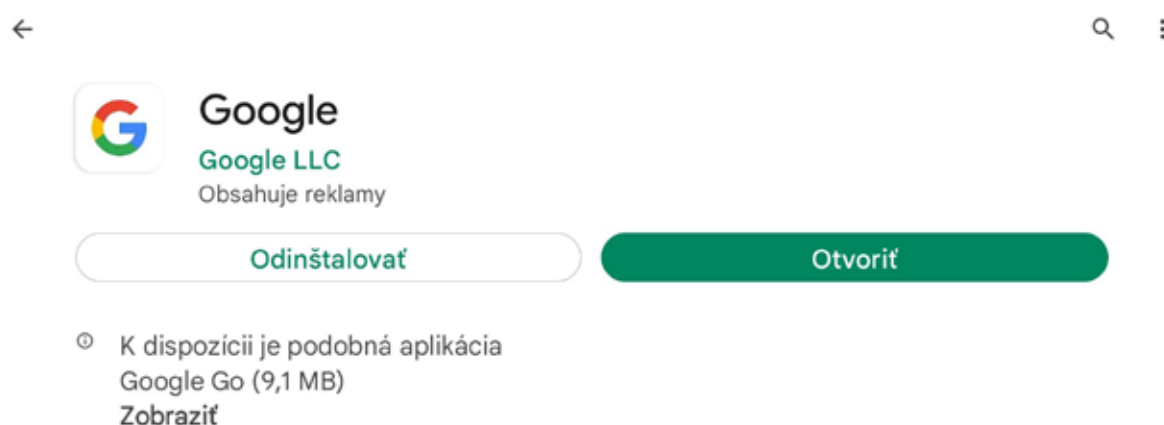 Google
Google LLC
Obsahuje reklamy
Odinštalovať
Otvoriť
K dispozícii je podobná aplikácia
Google Go (9,1 MB)
Zobraziť